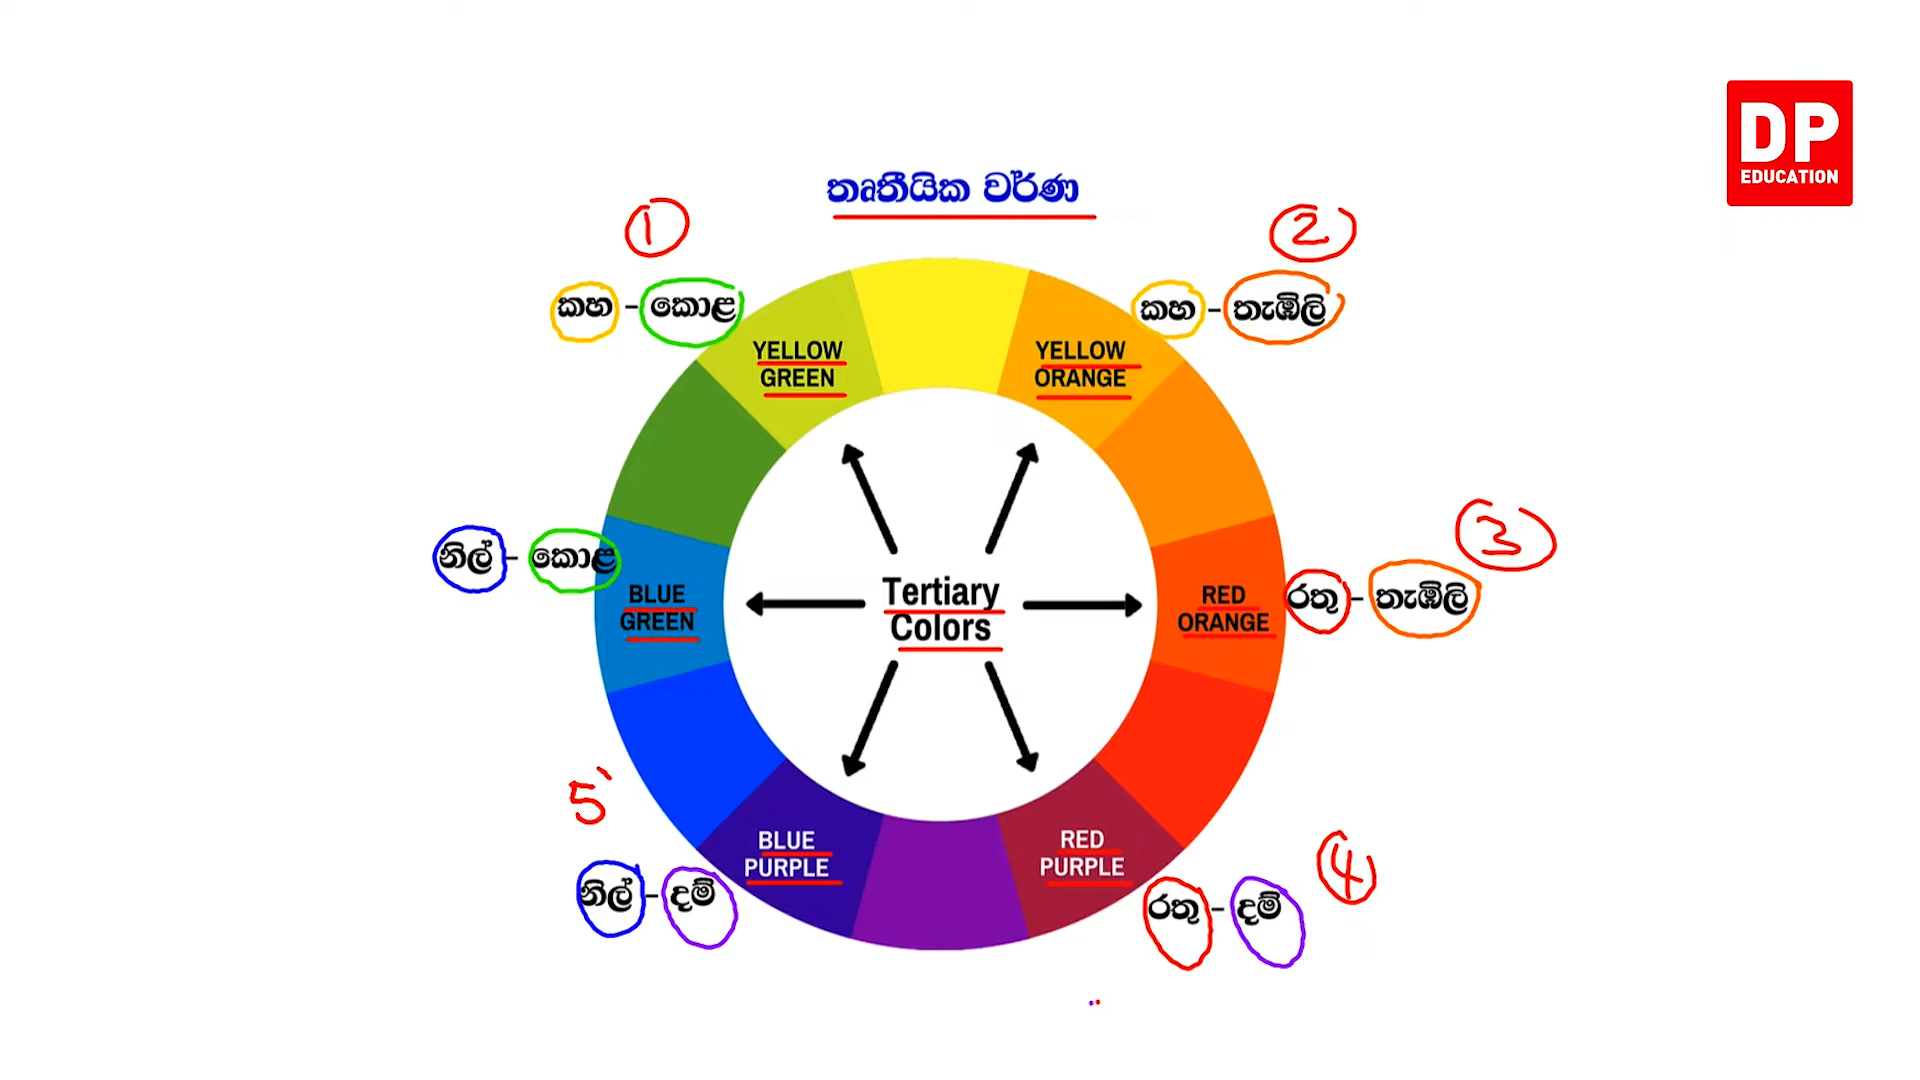 DP
EDUCATION
තෘතීයික වර්ණ
1
2
කහ - කොළ
කහ - තැඹිලි
YELLOW
GREEN
YELLOW
ORANGE
3
නිල් - කොළ
BLUE
GREEN
Tertiary
Colors
RED
ORANGE
රතු - තැඹිලි
5
BLUE
PURPLE
RED
PURPLE
4
නිල් - දම්
රතු - දම්